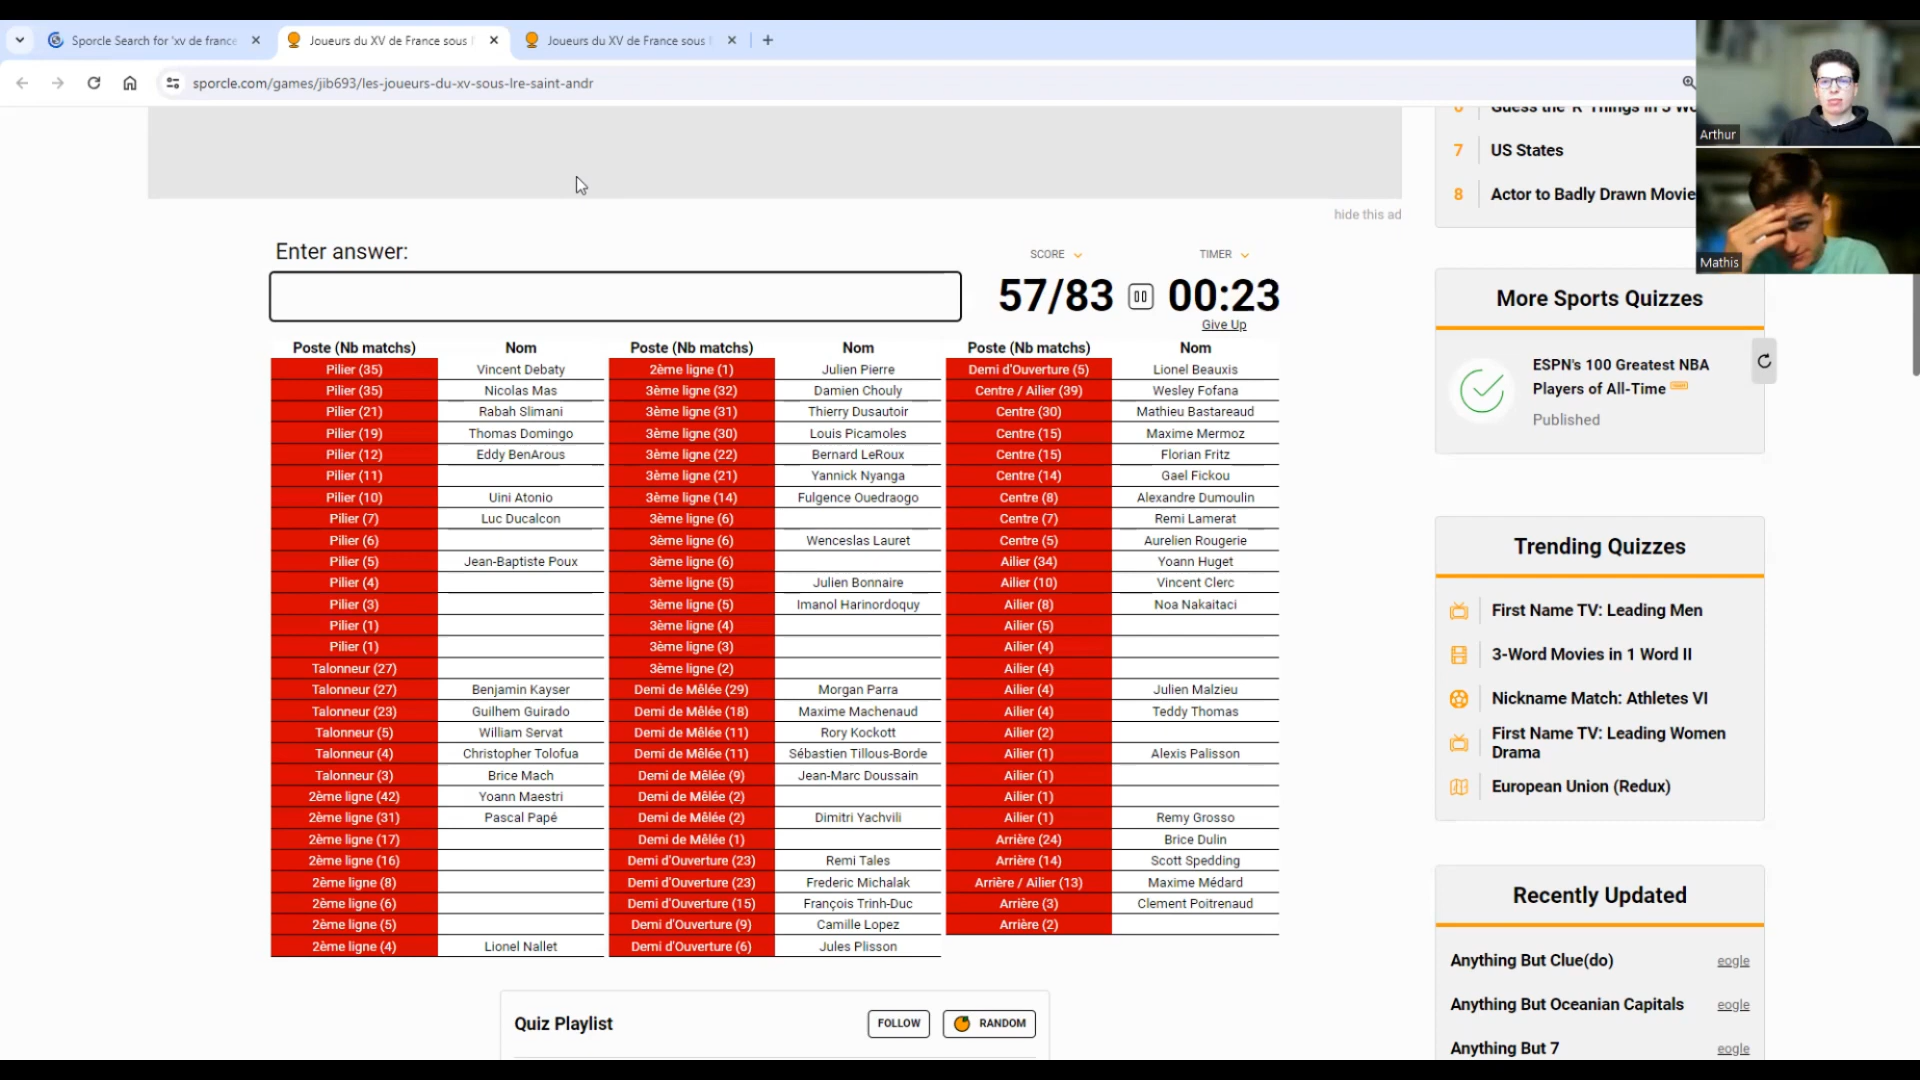 Sporcle Search for 'xv de france
Joueurs du XV de France sous
Joueurs du XV de France sous
sporcle.com/games/jib693/les-joueurs-du-xv-sous-lre-saint-andr
7 US States
8 Actor to Badly Drawn Movie
Arthur
Mathis
hide this ad
Enter answer:
SCORE
TIMER
57/83
00:23
Give Up
Poste (Nb matchs) Nom
Pilier (35) Vincent Debaty
Pilier (35) Nicolas Mas
Pilier (21) Rabah Slimani
Pilier (19) Thomas Domingo
Pilier (12) Eddy BenArous
Pilier (11)
Pilier (10) Uini Atonio
Pilier (7) Luc Ducalcon
Pilier (6)
Pilier (5) Jean-Baptiste Poux
Pilier (4)
Pilier (3)
Pilier (1)
Pilier (1)
Talonneur (27)
Talonneur (27) Benjamin Kayser
Talonneur (23) Guilhem Guirado
Talonneur (5) William Servat
Talonneur (4) Christopher Tolofua
Talonneur (3) Brice Mach
2ème ligne (42) Yoann Maestri
2ème ligne (31) Pascal Papé
2ème ligne (17)
2ème ligne (16)
2ème ligne (8)
2ème ligne (6)
2ème ligne (5)
2ème ligne (4) Lionel Nallet
Poste (Nb matchs) Nom
2ème ligne (1) Julien Pierre
3ème ligne (32) Damien Chouly
3ème ligne (31) Thierry Dusautoir
3ème ligne (30) Louis Picamoles
3ème ligne (22) Bernard LeRoux
3ème ligne (21) Yannick Nyanga
3ème ligne (14) Fulgence Ouedraogo
3ème ligne (6)
3ème ligne (6) Wenceslas Lauret
3ème ligne (6)
3ème ligne (5) Julien Bonnaire
3ème ligne (5) Imanol Harinordoquy
3ème ligne (4)
3ème ligne (3)
3ème ligne (2)
Demi de Mêlée (29) Morgan Parra
Demi de Mêlée (18) Maxime Machenaud
Demi de Mêlée (11) Rory Kockott
Demi de Mêlée (11) Sébastien Tillous-Borde
Demi de Mêlée (9) Jean-Marc Doussain
Demi de Mêlée (2)
Demi de Mêlée (2) Dimitri Yachvili
Demi de Mêlée (1)
Demi d'Ouverture (23) Remi Tales
Demi d'Ouverture (23) Frederic Michalak
Demi d'Ouverture (15) François Trinh-Duc
Demi d'Ouverture (9) Camille Lopez
Demi d'Ouverture (6) Jules Plisson
Poste (Nb matchs) Nom
Demi d'Ouverture (5) Lionel Beauxis
Centre / Ailier (39) Wesley Fofana
Centre (30) Mathieu Bastareaud
Centre (15) Maxime Mermoz
Centre (15) Florian Fritz
Centre (14) Gael Fickou
Centre (8) Alexandre Dumoulin
Centre (7) Remi Lamerat
Centre (5) Aurelien Rougerie
Ailier (34) Yoann Huget
Ailier (10) Vincent Clerc
Ailier (8) Noa Nakaitaci
Ailier (5)
Ailier (4)
Ailier (4)
Ailier (4) Julien Malzieu
Ailier (4) Teddy Thomas
Ailier (2)
Ailier (1) Alexis Palisson
Ailier (1)
Ailier (1)
Ailier (1) Remy Grosso
Arrière (24) Brice Dulin
Arrière (14) Scott Spedding
Arrière / Ailier (13) Maxime Médard
Arrière (3) Clement Poitrenaud
Arrière (2)
Quiz Playlist
FOLLOW
RANDOM
More Sports Quizzes
ESPN's 100 Greatest NBA
Players of All-Time
Published
Trending Quizzes
First Name TV: Leading Men
3-Word Movies in 1 Word II
Nickname Match: Athletes VI
First Name TV: Leading Women
Drama
European Union (Redux)
Recently Updated
Anything But Clue(do) eogle
Anything But Oceanian Capitals eogle
Anything But 7 eogle